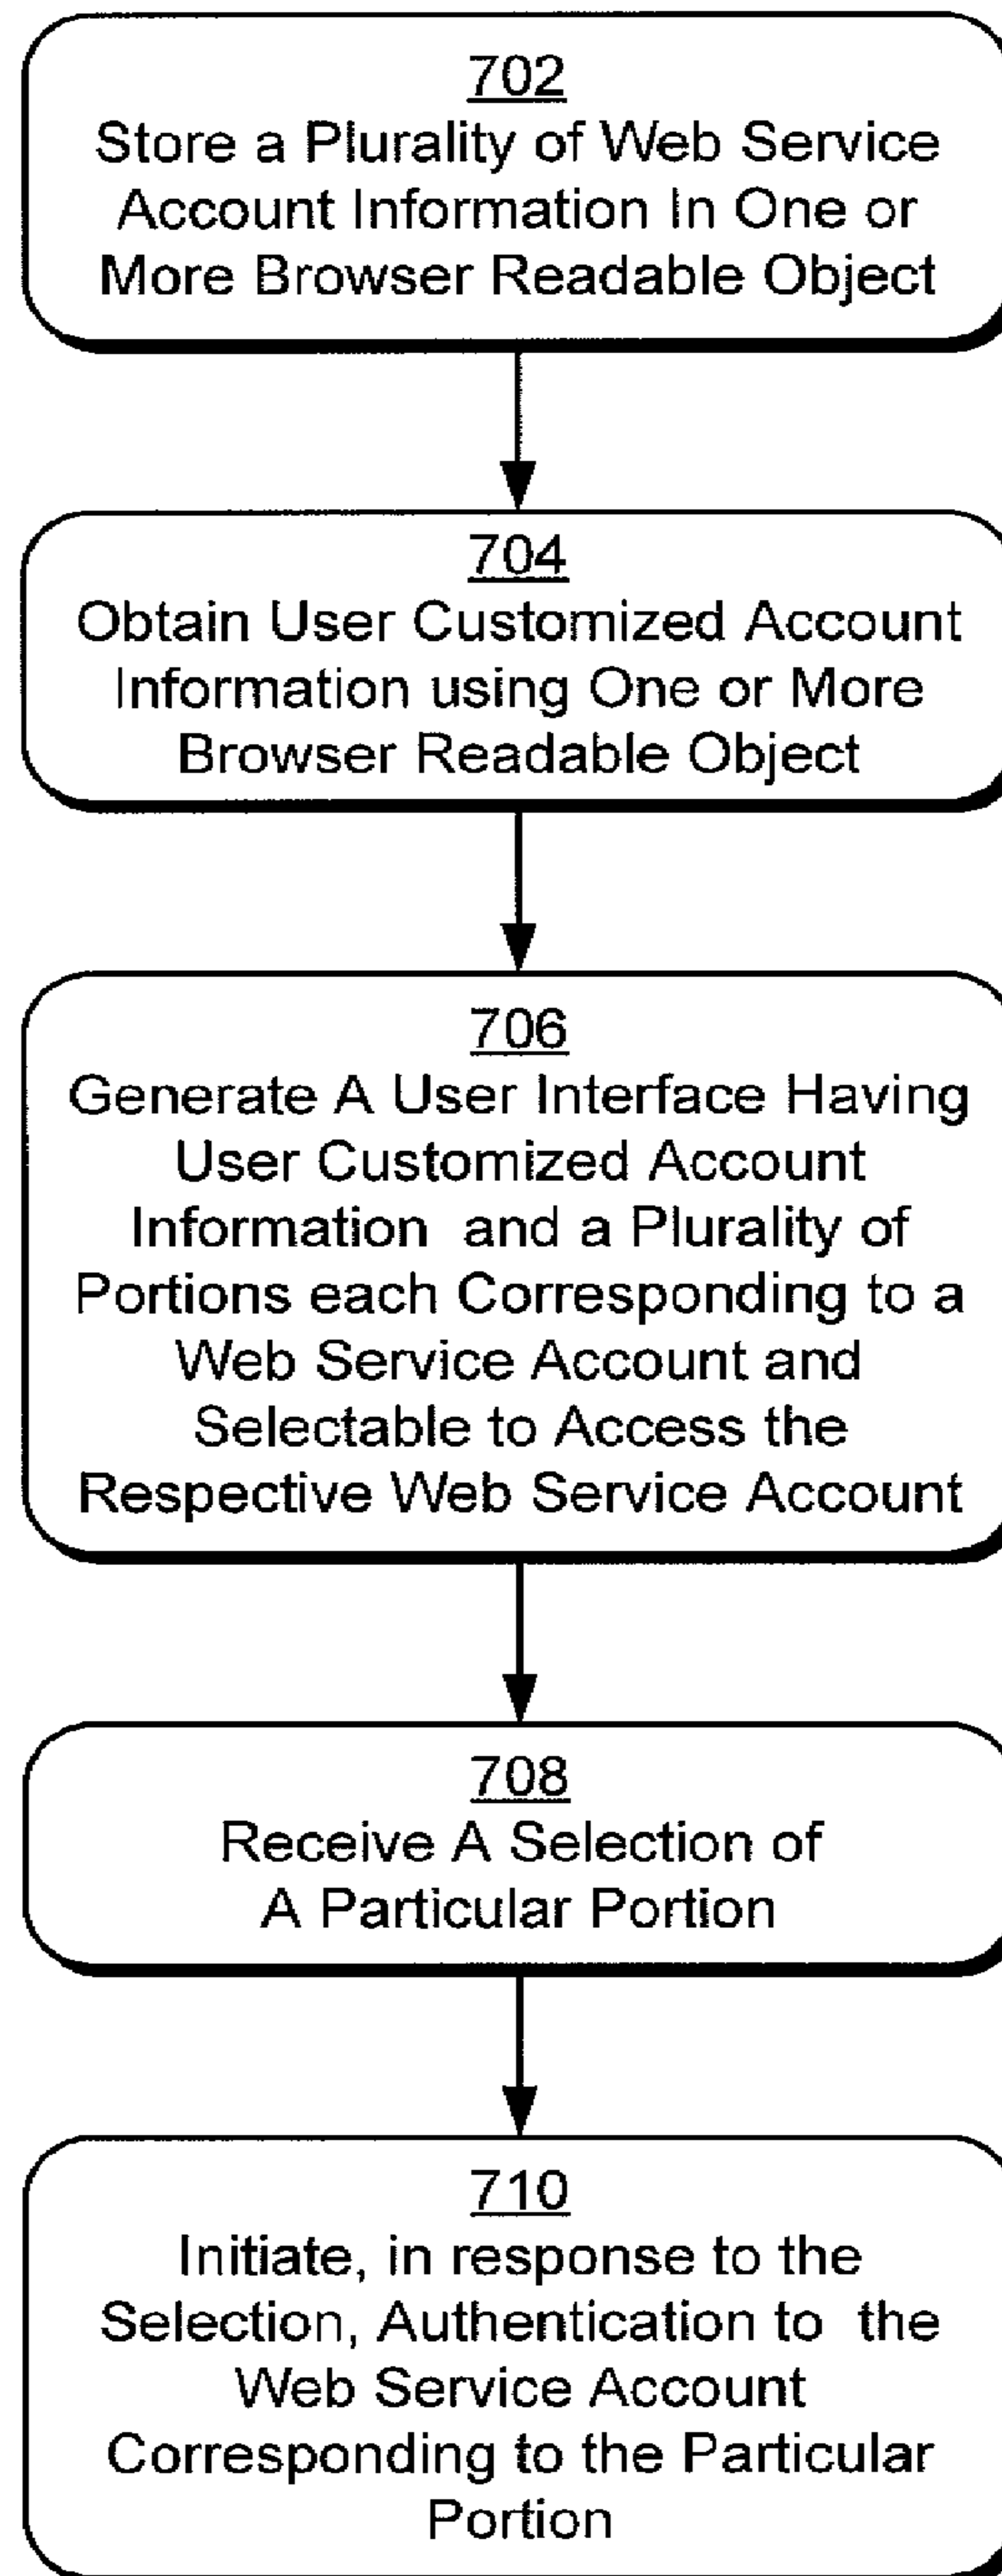 702
Store a Plurality of Web Service
Account Information In One or
More Browser Readable Object
704
Obtain User Customized Account
Information using One or More
Browser Readable Object
706
Generate A User Interface Having
User Customized Account
Information and a Plurality of
Portions each Corresponding to a
Web Service Account and
Selectable to Access the
Respective Web Service Account
708
Receive A Selection of
A Particular Portion
710
Initiate, in response to the
Selection, Authentication to the
Web Service Account
Corresponding to the Particular
Portion